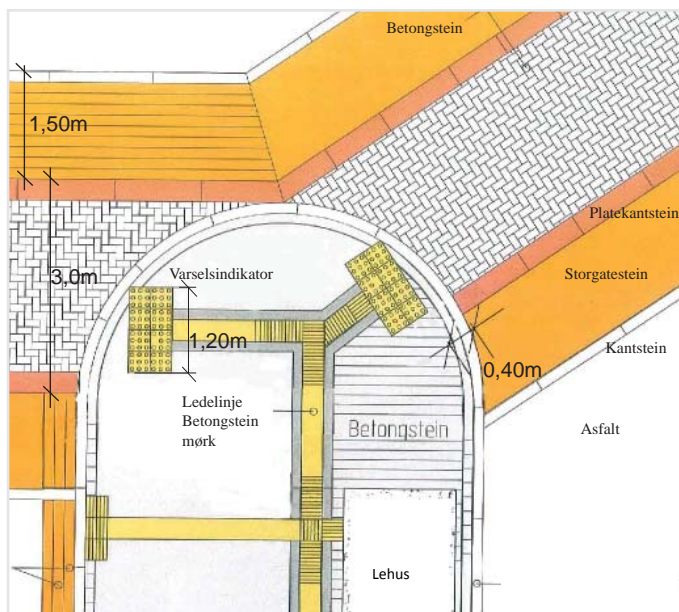 Betongstein
1,50m
Platekantstein
3,0m
Varselsindikator
Storgatestein
1,20m
Kantstein
0,40m
Ledelinje
Betongstein
mørk
Betongstein
Asfalt
Lehus